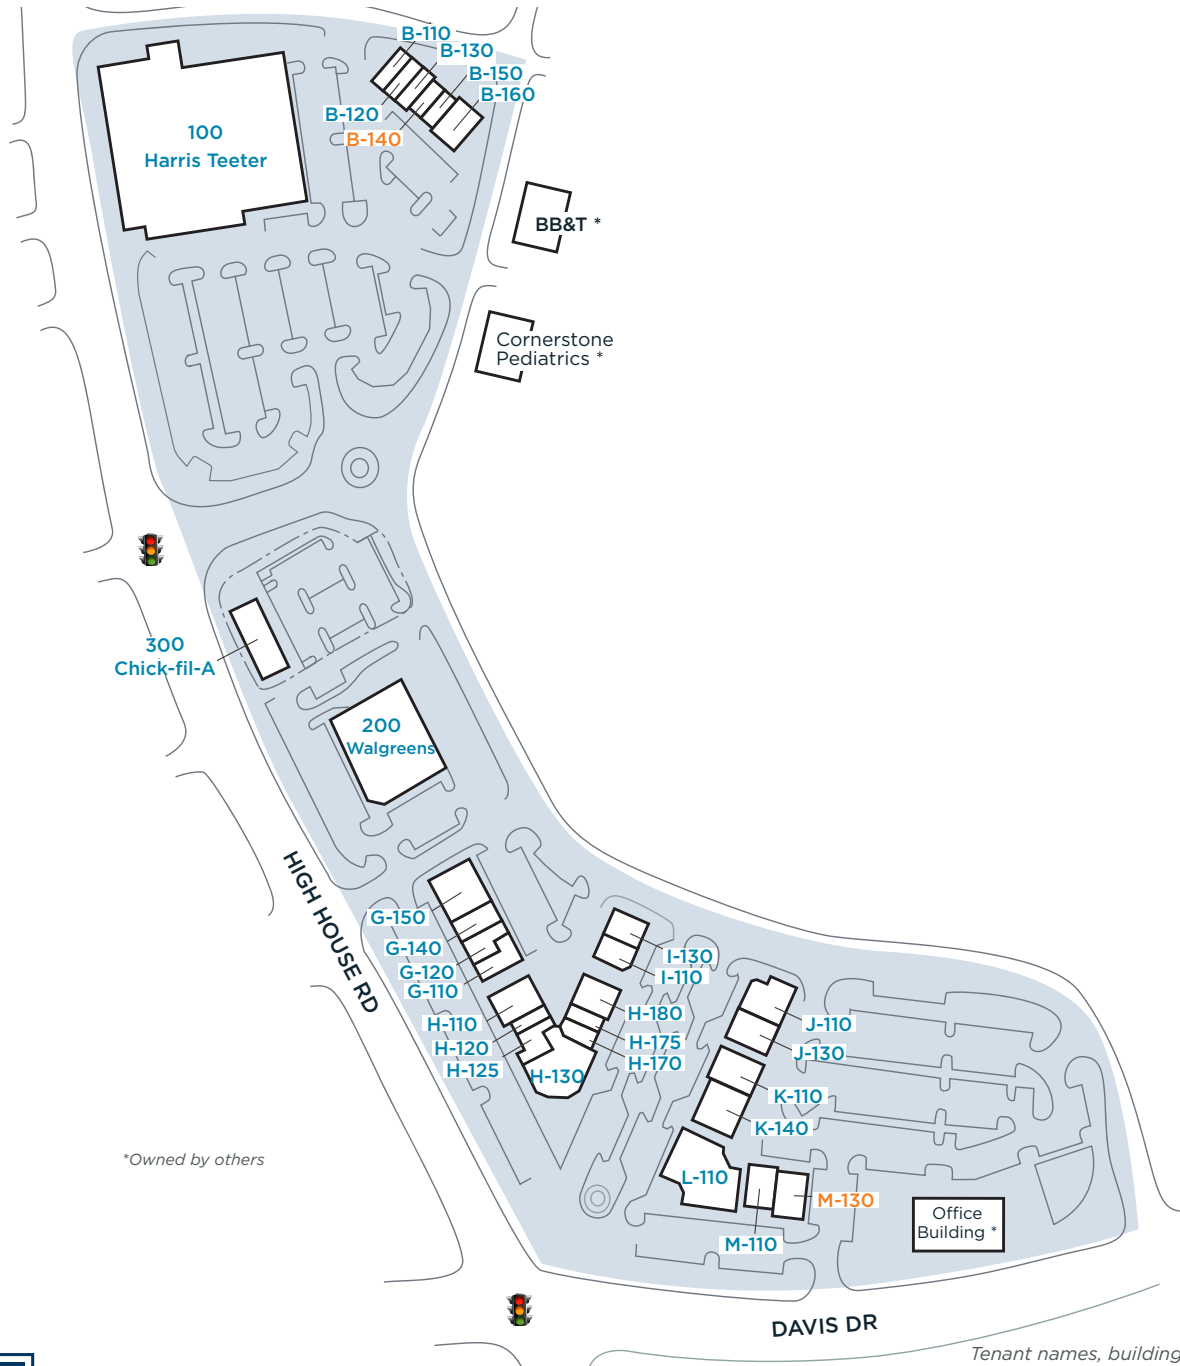 B-110
B-130
B-150
B-160
B-120
B-140
100
Harris Teeter
BB&T *
Cornerstone
Pediatrics *
300
Chick-fil-A
200
Walgreens
HIGH HOUSE RD
G-150
G-140
G-120
G-110
I-130
I-110
H-110
H-120
H-125
H-130
H-180
H-175
H-170
J-110
J-130
K-110
K-140
L-110
M-130
M-110
Office
Building *
*Owned by others
DAVIS DR
Tenant names, building